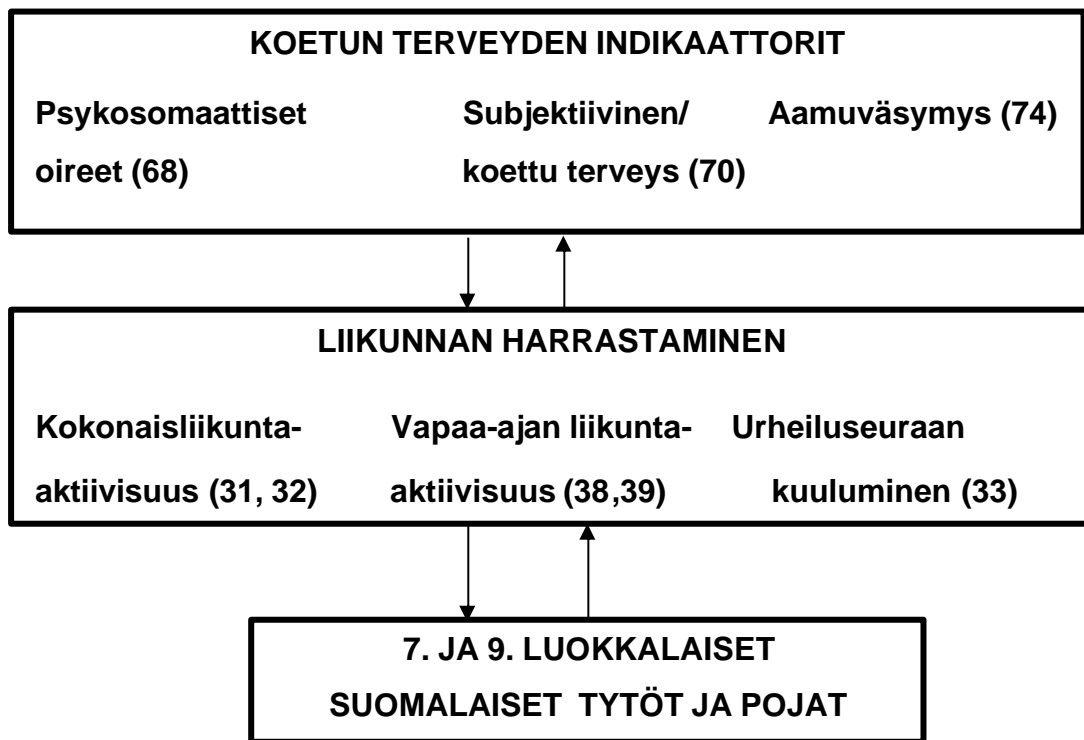 KOETUN TERVEYDEN INDIKAATTORIT
Psykosomaattiset Subjektiivinen/ Aamuväsymys (74)
oireet (68) koettu terveys (70)
LIIKUNNAN HARRASTAMINEN
Kokonaisliikunta- Vapaa-ajan liikunta- Urheiluseuraan
aktiivisuus (31, 32) aktiivisuus (38,39) kuuluminen (33)
7. JA 9. LUOKKALAISET
SUOMALAISET TYTÖT JA POJAT